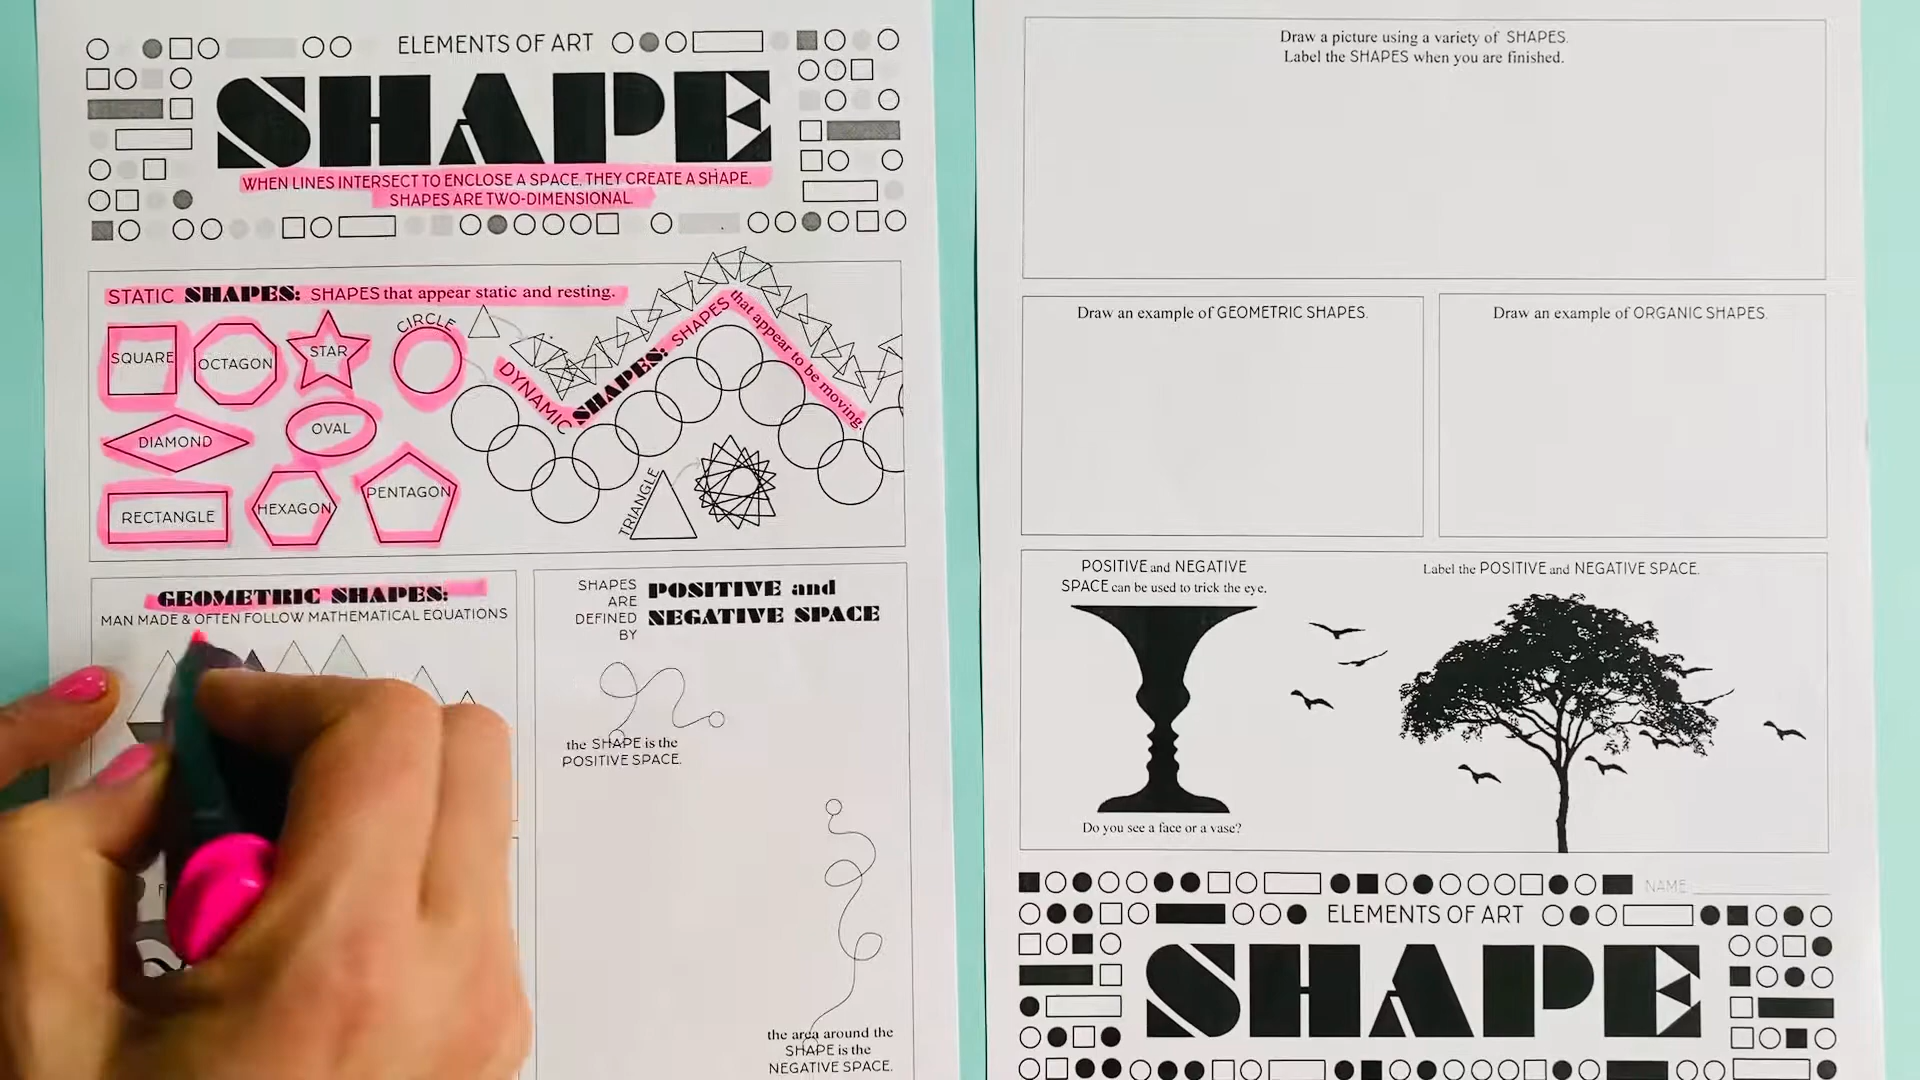 ELEMENTS OF ART
SHAPE
WHEN LINES INTERSECT TO ENCLOSE A SPACE, THEY CREATE A SHAPE.
SHAPES ARE TWO-DIMENSIONAL.
STATIC SHAPES: SHAPES that appear static and resting.
SQUARE
OCTAGON
STAR
CIRCLE
DIAMOND
OVAL
RECTANGLE
HEXAGON
PENTAGON
DYNAMIC SHAPES: SHAPES that appear to be moving.
TRIANGLE
GEOMETRIC SHAPES:
MAN MADE & OFTEN FOLLOW MATHEMATICAL EQUATIONS
SHAPES
ARE
DEFINED
BY
POSITIVE and
NEGATIVE SPACE
the SHAPE is the
POSITIVE SPACE.
the area around the
SHAPE is the
NEGATIVE SPACE.
Draw a picture using a variety of SHAPES.
Label the SHAPES when you are finished.
Draw an example of GEOMETRIC SHAPES.
Draw an example of ORGANIC SHAPES.
POSITIVE and NEGATIVE
SPACE can be used to trick the eye.
Do you see a face or a vase?
Label the POSITIVE and NEGATIVE SPACE.
NAME
ELEMENTS OF ART
SHAPE